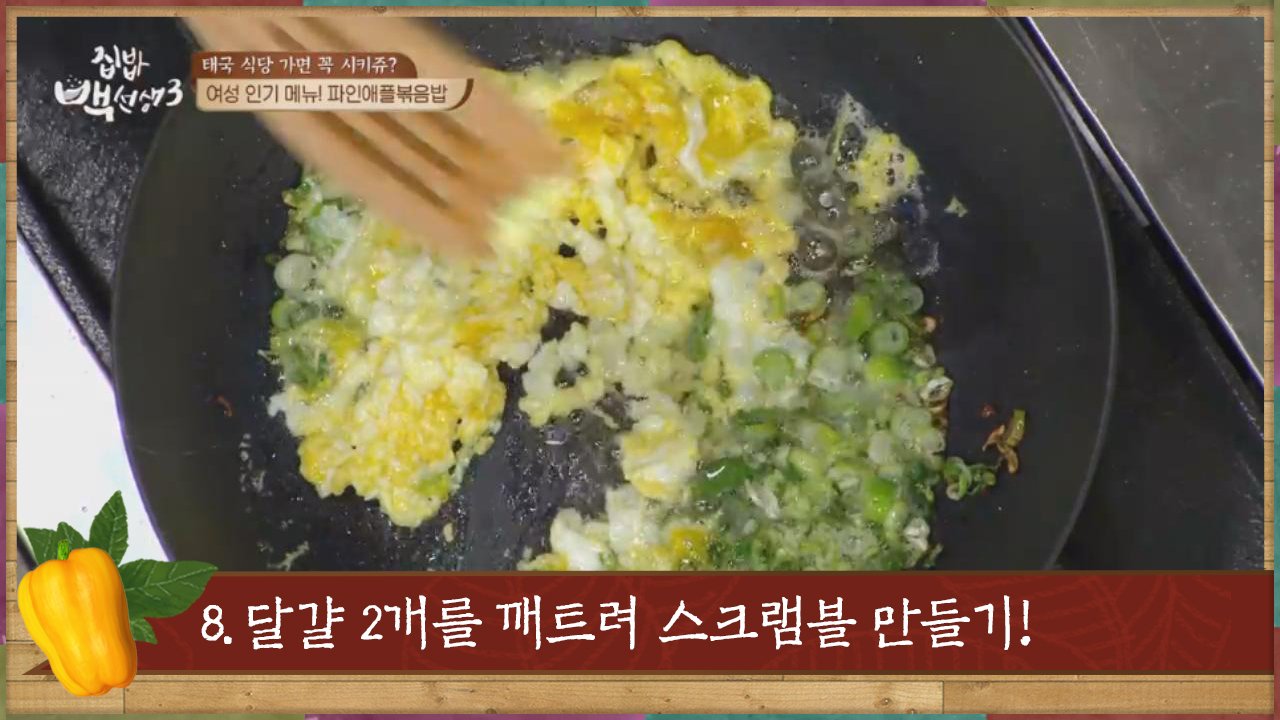 집밥
백선생3
태국 식당 가면 꼭 시키쥬?
여성 인기 메뉴! 파인애플볶음밥
8. 달걀 2개를 깨트려 스크램블 만들기!